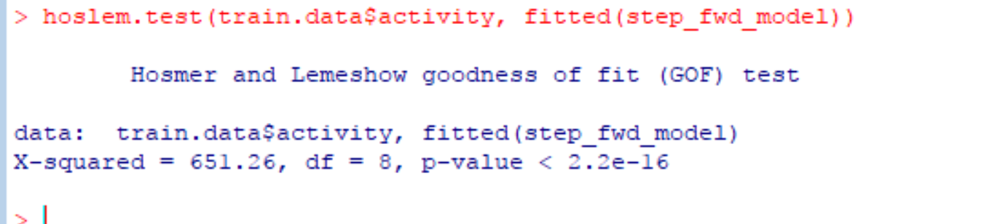 > hoslem.test(train.data$activity, fitted(step_fwd_model))
Hosmer and Lemeshow goodness of fit (GOF) test
data:  train.data$activity, fitted(step_fwd_model)
X-squared = 651.26, df = 8, p-value < 2.2e-16
>